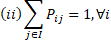 (ii) ∑_{j∈I} P_{ij} = 1, ∀i